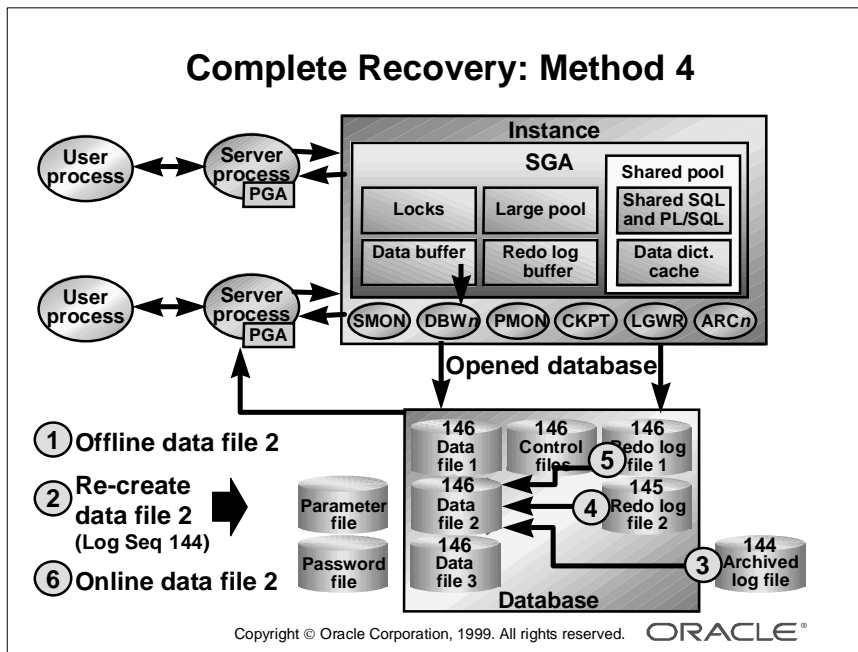 Complete Recovery: Method 4
Instance
SGA
User
process
Server
process
PGA
Locks
Large pool
Shared pool
Shared SQL
and PL/SQL
Data buffer
Redo log
buffer
Data dict.
cache
User
process
Server
process
PGA
SMON
DBWn
PMON
CKPT
LGWR
ARCn
Opened database
1 Offline data file 2
2 Re-create
data file 2
(Log Seq 144)
6 Online data file 2
Parameter
file
Password
file
146
Data
file 1
146
Control
files
146
Redo log
file 1
5
146
Data
file 2
4
145
Redo log
file 2
146
Data
file 3
3
144
Archived
log file
Database
Copyright © Oracle Corporation, 1999. All rights reserved.
ORACLE®